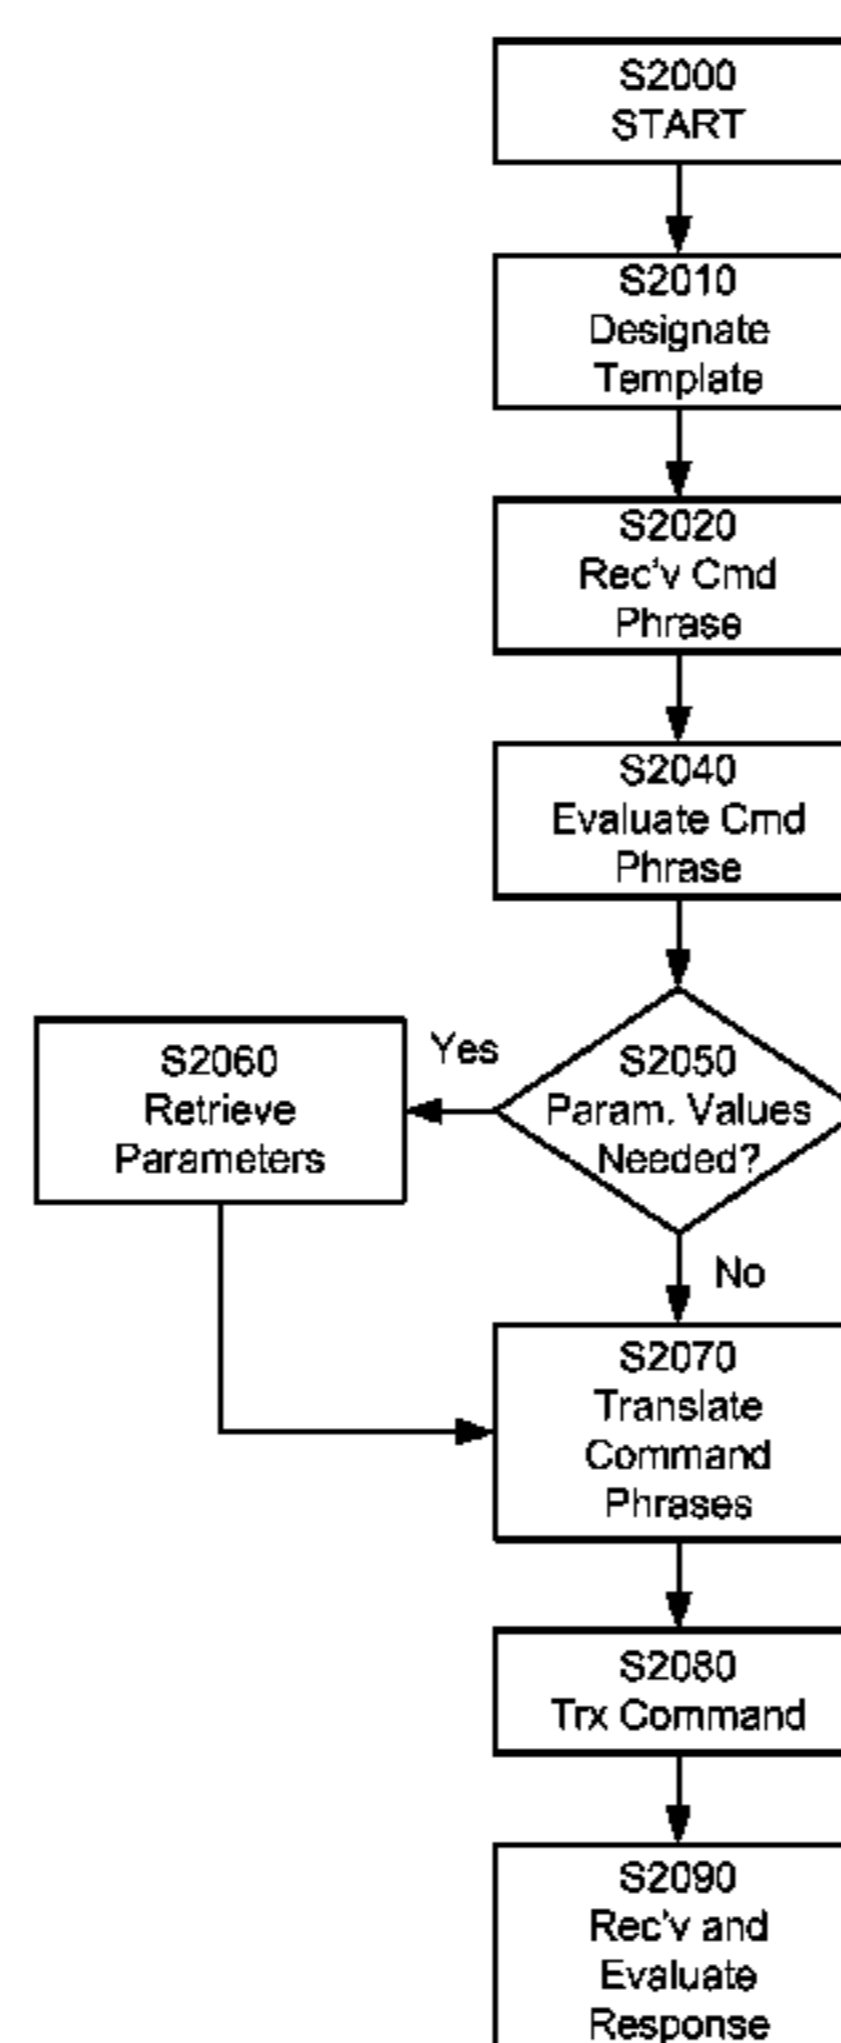 S2000
START
S2010
Designate
Template
S2020
Rec'v Cmd
Phrase
S2040
Evaluate Cmd
Phrase
S2050
Param. Values
Needed?
Yes
S2060
Retrieve
Parameters
No
S2070
Translate
Command
Phrases
S2080
Trx Command
S2090
Rec'v and
Evaluate
Response